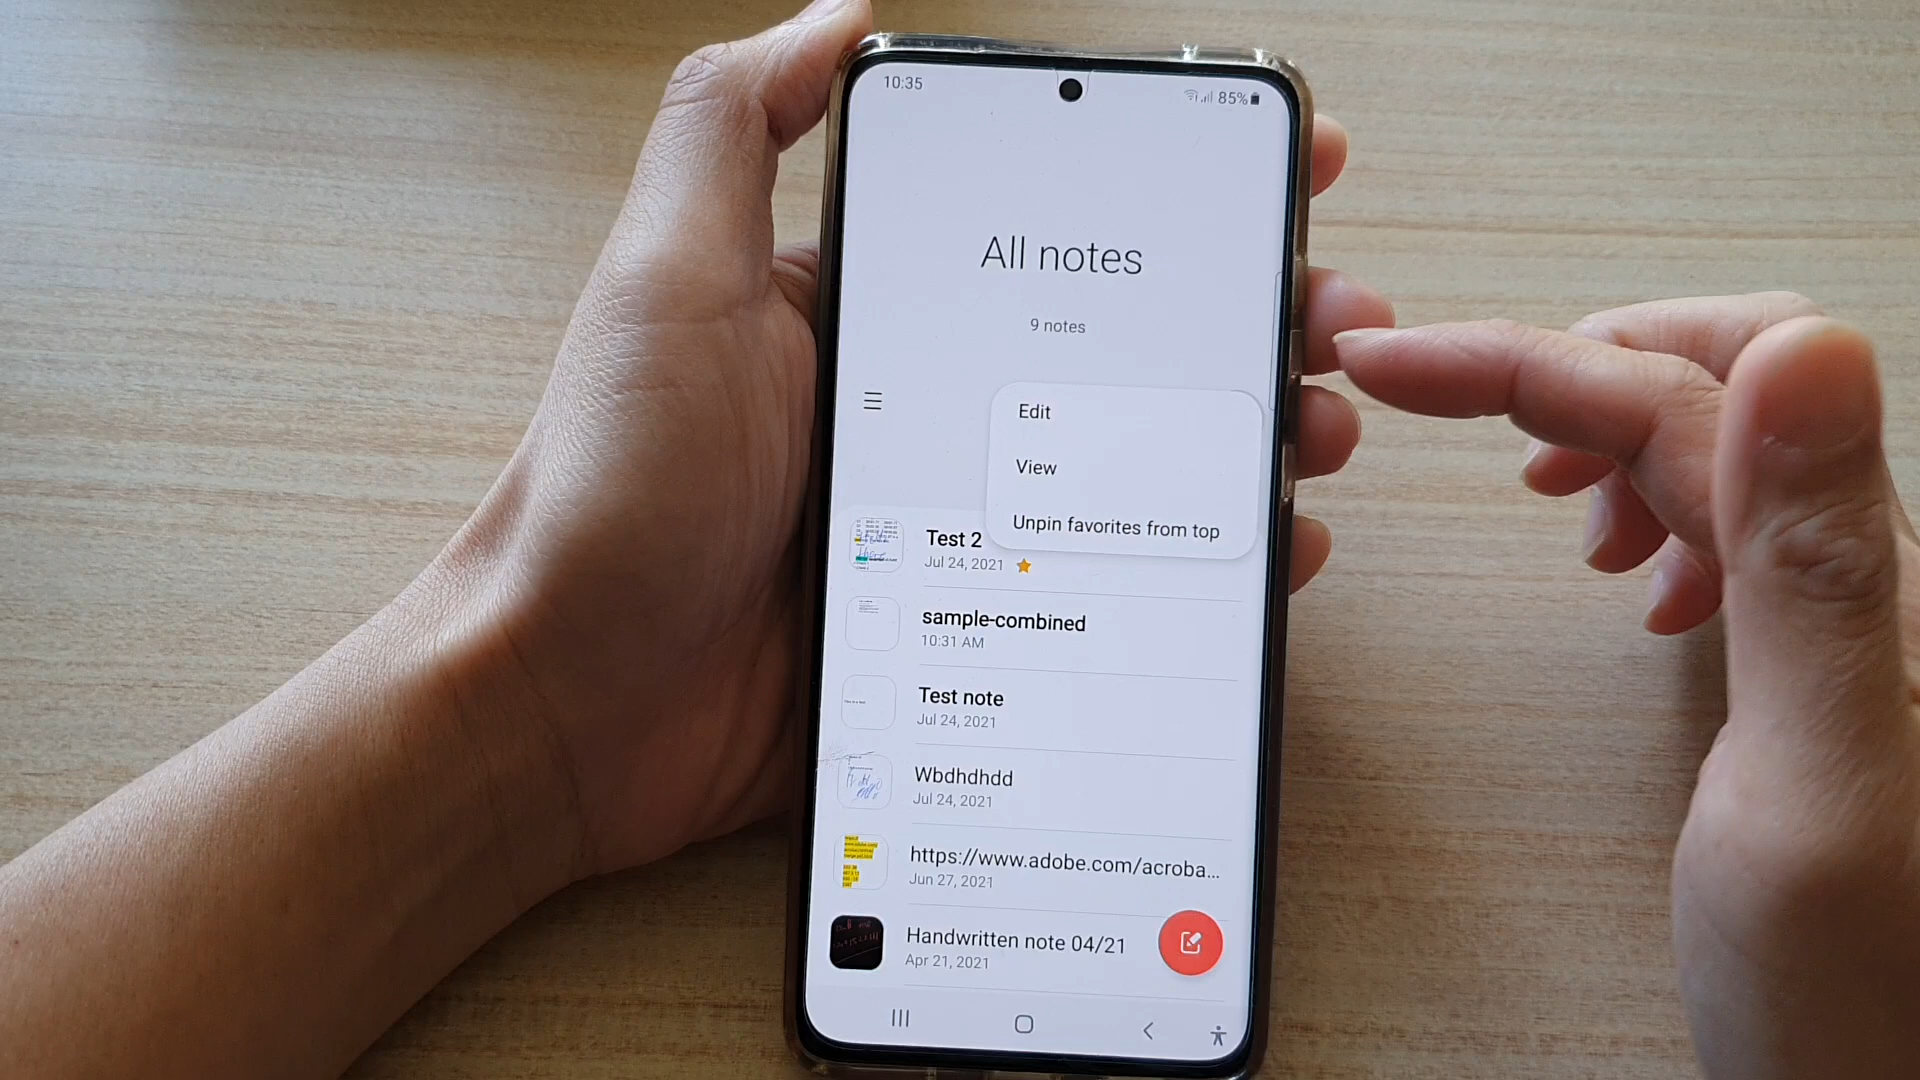 10:35
85%
All notes
9 notes
Edit
View
Unpin favorites from top
Test 2
Jul 24, 2021
sample-combined
10:31 AM
Test note
Jul 24, 2021
Wbdhdhdd
Jul 24, 2021
https://www.adobe.com/acroba...
Jun 27, 2021
Handwritten note 04/21
Apr 21, 2021